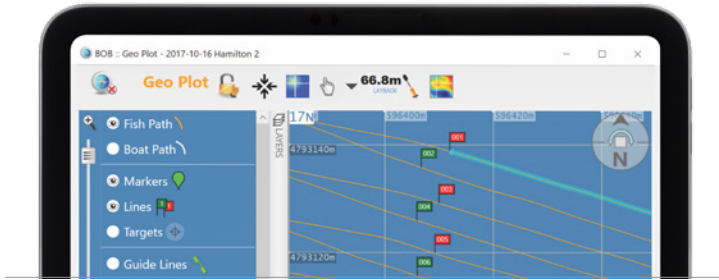 BOB :: Geo Plot - 2017-10-16 Hamilton 2
Geo Plot
66.8m
LAYBACK
Fish Path
Boat Path
Markers
Lines
Targets
Guide Lines
LAYERS
17N
596400m
596420m
4793140m
4793120m
001
002
003
004
005
006
N